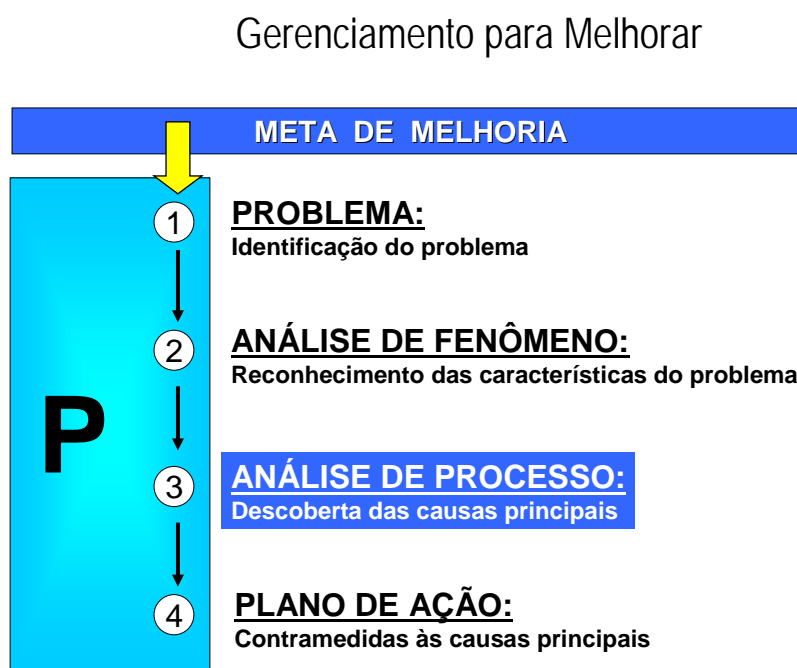 Gerenciamento para Melhorar
META DE MELHORIA
1
PROBLEMA:
Identificação do problema
2
ANÁLISE DE FENÔMENO:
Reconhecimento das características do problema
P
3
ANÁLISE DE PROCESSO:
Descoberta das causas principais
4
PLANO DE AÇÃO:
Contramedidas às causas principais